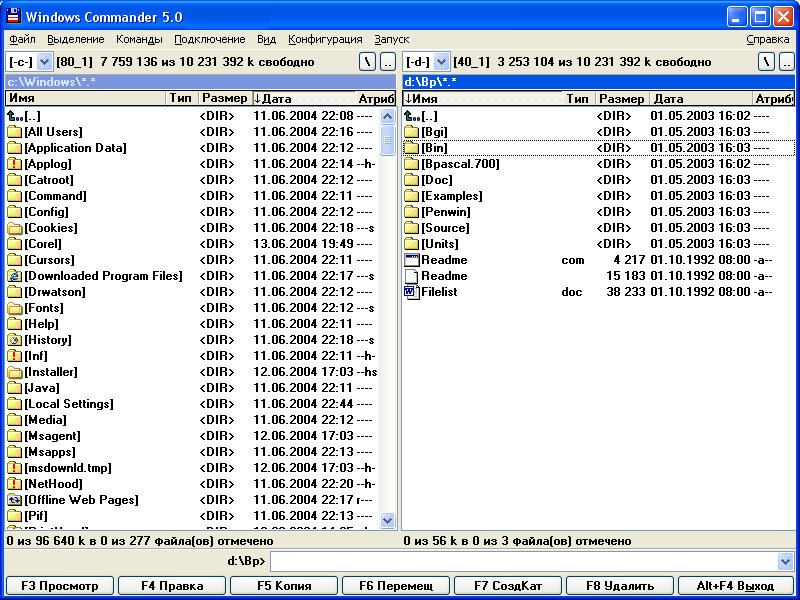 Windows Commander 5.0
Файл Выделение Команды Подключение Вид Конфигурация Запуск Справка
[-c-] [80_1] 7 759 136 из 10 231 392 k свободно \ ..
[-d-] [40_1] 3 253 104 из 10 231 392 k свободно \ ..
c:\Windows\*.*
Имя Тип Размер ↓Дата Атриб
[..] <DIR> 11.06.2004 22:08 ----
[All Users] <DIR> 11.06.2004 22:16 ----
[Application Data] <DIR> 11.06.2004 22:12 ----
[Applog] <DIR> 11.06.2004 22:14 --h-
[Catroot] <DIR> 11.06.2004 22:12 ----
[Command] <DIR> 11.06.2004 22:12 ----
[Config] <DIR> 11.06.2004 22:12 ----
[Cookies] <DIR> 11.06.2004 22:18 ---s
[Corel] <DIR> 13.06.2004 19:49 ----
[Cursors] <DIR> 11.06.2004 22:11 ----
[Downloaded Program Files] <DIR> 11.06.2004 22:17 ---s
[Drwatson] <DIR> 11.06.2004 22:12 ----
[Fonts] <DIR> 11.06.2004 22:12 ---s
[Help] <DIR> 11.06.2004 22:11 ----
[History] <DIR> 11.06.2004 22:18 ---s
[Inf] <DIR> 11.06.2004 22:11 --h-
[Installer] <DIR> 12.06.2004 17:03 --hs
[Java] <DIR> 11.06.2004 22:11 ----
[Local Settings] <DIR> 11.06.2004 22:44 ----
[Media] <DIR> 11.06.2004 22:12 ----
[Msagent] <DIR> 12.06.2004 17:03 ----
[Msapps] <DIR> 11.06.2004 22:13 ----
[msdownld.tmp] <DIR> 12.06.2004 17:03 --h-
[NetHood] <DIR> 11.06.2004 22:20 --h-
[Offline Web Pages] <DIR> 11.06.2004 22:17 r---
[Pif] <DIR> 11.06.2004 22:13 ----
0 из 96 640 k в 0 из 277 файла(ов) отмечено
d:\Bp\*.*
↓Имя Тип Размер Дата Атриб
[..] <DIR> 01.05.2003 16:02 ----
[Bgi] <DIR> 01.05.2003 16:03 ----
[Bin] <DIR> 01.05.2003 16:03 ----
[Bpascal.700] <DIR> 01.05.2003 16:02 ----
[Doc] <DIR> 01.05.2003 16:03 ----
[Examples] <DIR> 01.05.2003 16:03 ----
[Penwin] <DIR> 01.05.2003 16:03 ----
[Source] <DIR> 01.05.2003 16:03 ----
[Units] <DIR> 01.05.2003 16:03 ----
Readme com 4 217 01.10.1992 08:00 -a--
Readme 15 183 01.10.1992 08:00 -a--
Filelist doc 38 233 01.10.1992 08:00 -a--
0 из 56 k в 0 из 3 файла(ов) отмечено
d:\Bp>
F3 Просмотр F4 Правка F5 Копия F6 Перемещ F7 СоздКат F8 Удалить Alt+F4 Выход